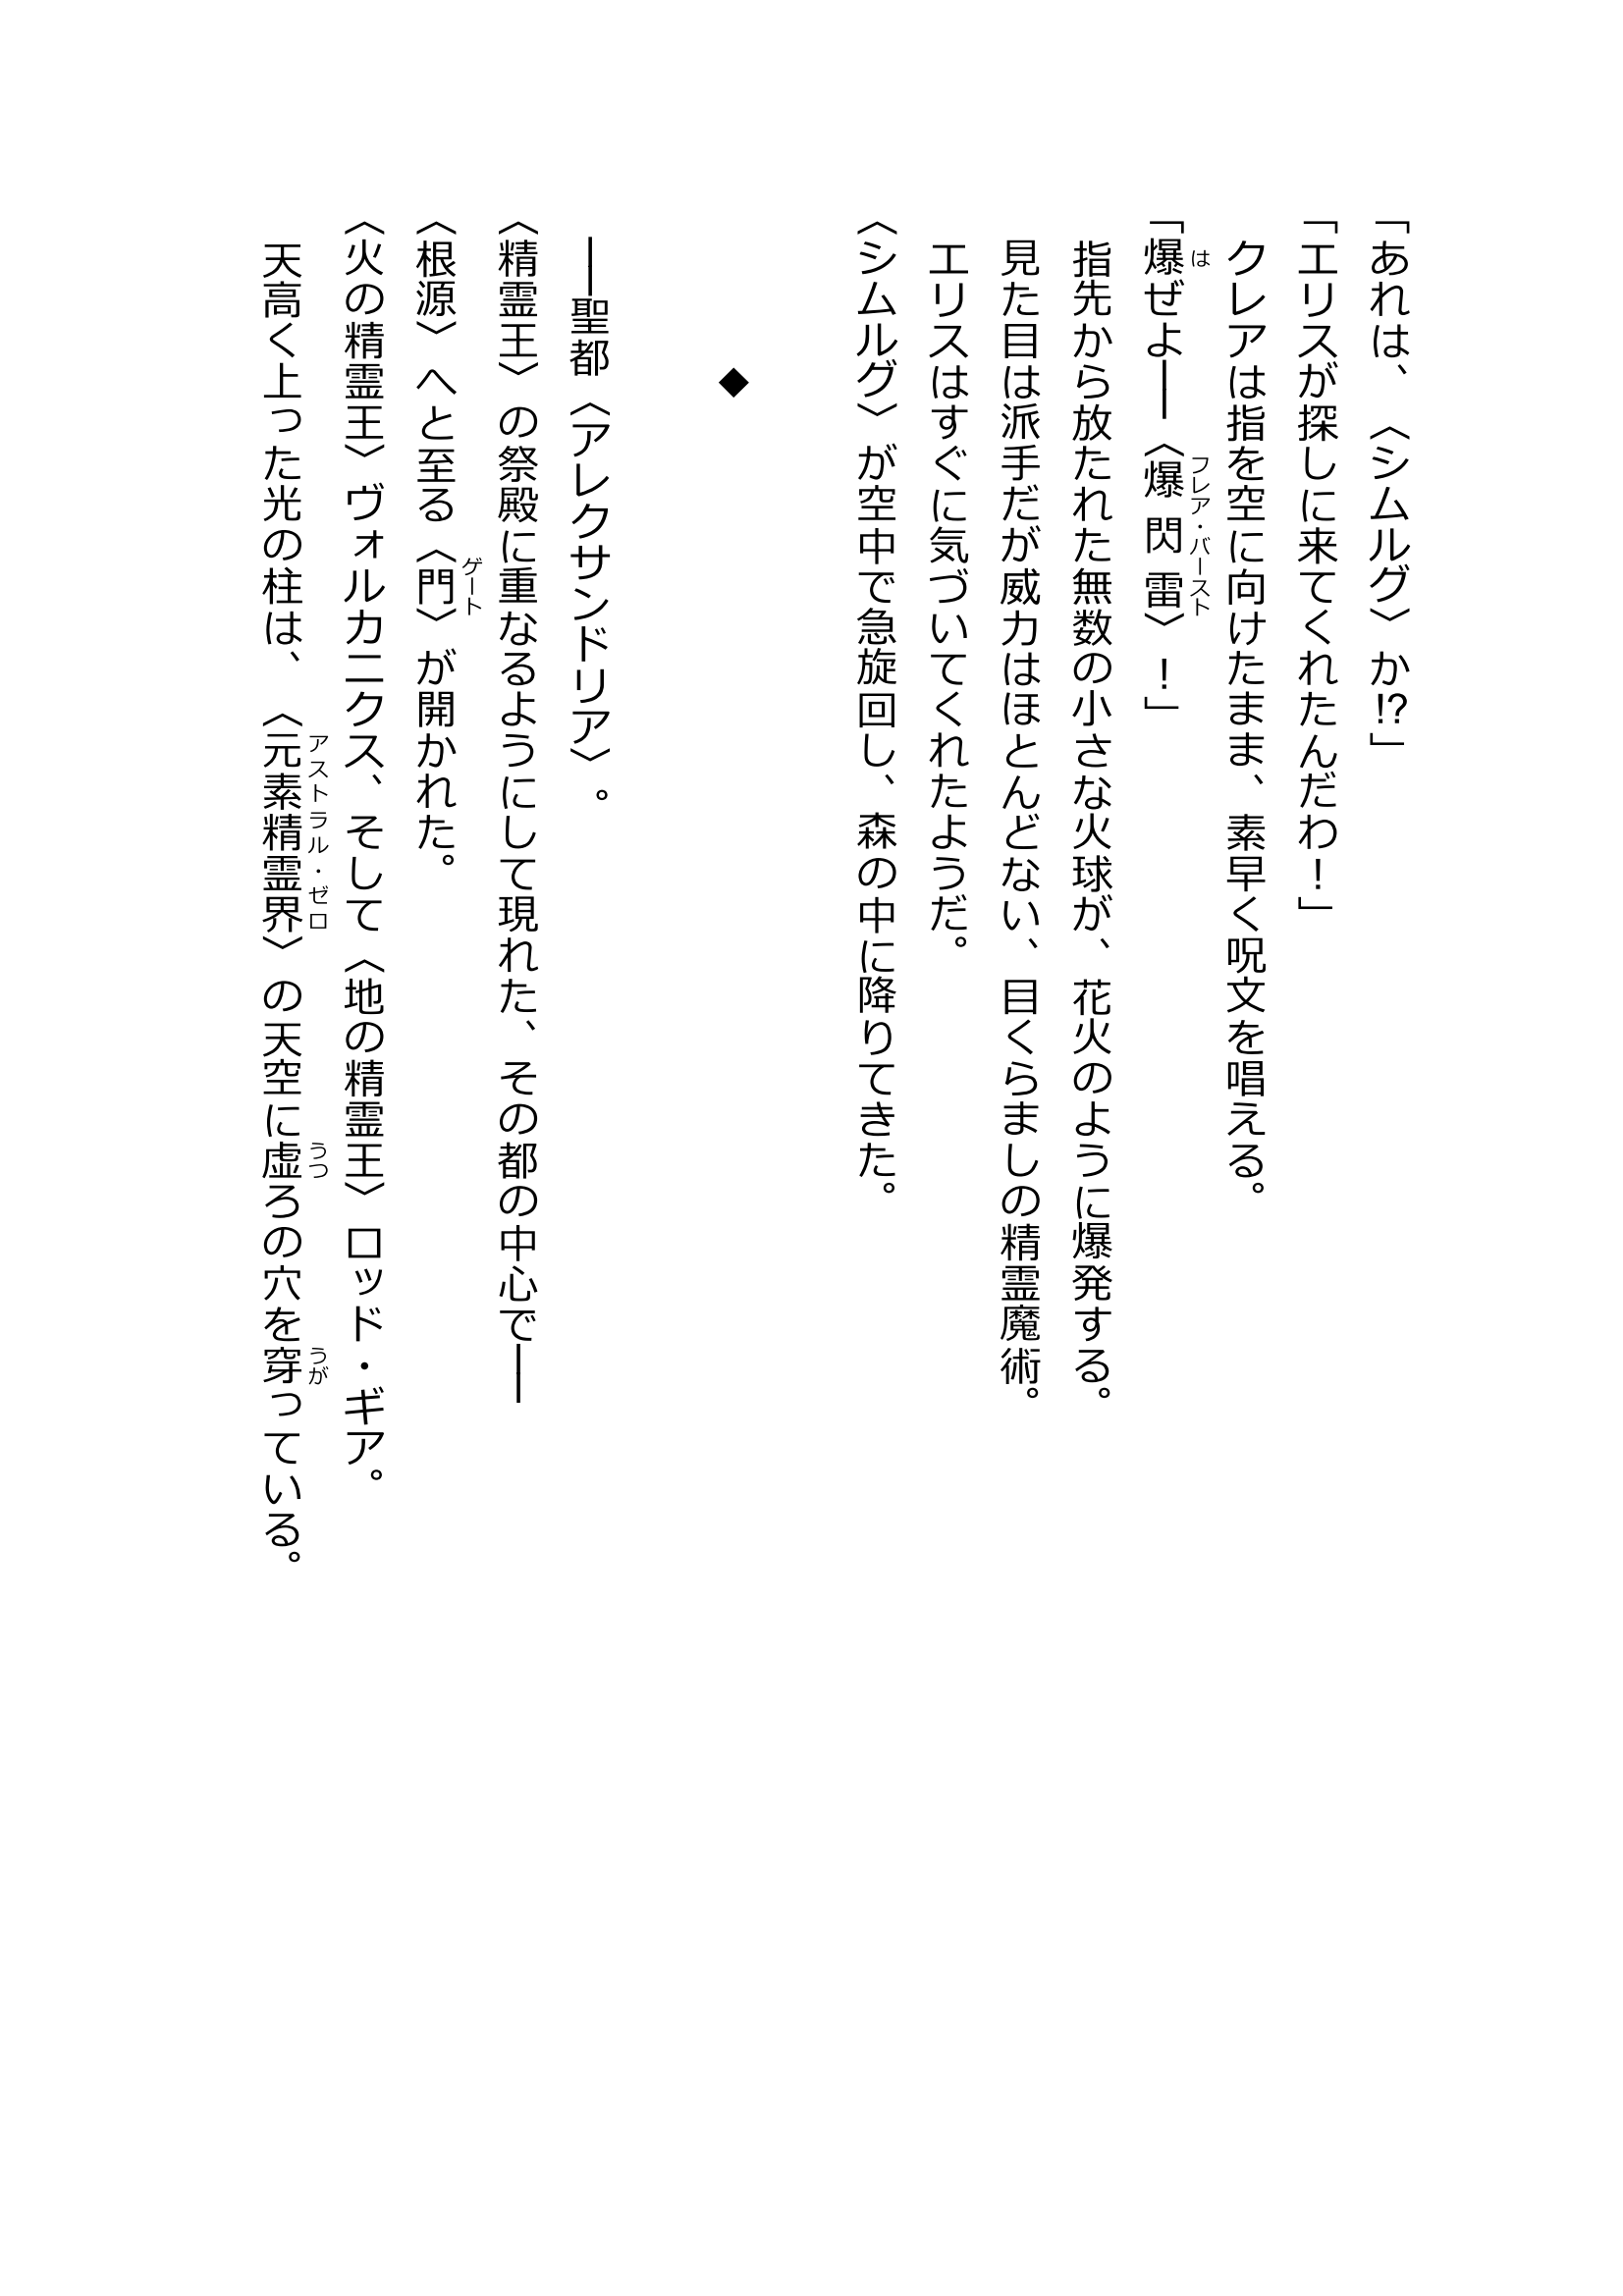 「あれは、〈シムルグ〉か!?」
「エリスが探しに来てくれたんだわ！」
　クレアは指を空に向けたまま、素早く呪文を唱える。
「爆ぜよ――〈爆閃雷〉！」
は
フレア・バースト
　指先から放たれた無数の小さな火球が、花火のように爆発する。
　見た目は派手だが威力はほとんどない、目くらましの精霊魔術。
　エリスはすぐに気づいてくれたようだ。
〈シムルグ〉が空中で急旋回し、森の中に降りてきた。
◆
　――聖都〈アレクサンドリア〉。
〈精霊王〉の祭殿に重なるようにして現れた、その都の中心で――
〈根源〉へと至る〈門〉が開かれた。
ゲート
〈火の精霊王〉ヴォルカニクス、そして〈地の精霊王〉ロッド・ギア。
　天高く上った光の柱は、〈元素精霊界〉の天空に虚ろの穴を穿っている。
アストラル・ゼロ
うつ
うが